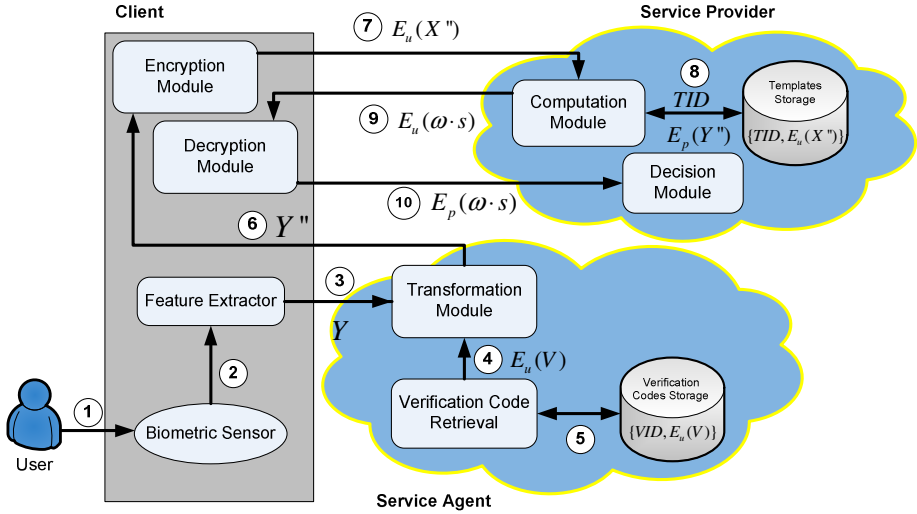 Client
Service Provider
7 E_u(X")
Encryption
Module
8
Templates
Storage
Computation
Module
TID
9 E_u(ω·s)
E_p(Y")
{TID, E_u(X")}
Decryption
Module
Decision
Module
10 E_p(ω·s)
6 Y"
3
Transformation
Module
Feature Extractor
Y
4 E_u(V)
2
Verification
Codes Storage
1
Verification Code
Retrieval
Biometric Sensor
5
{VID, E_u(V)}
User
Service Agent